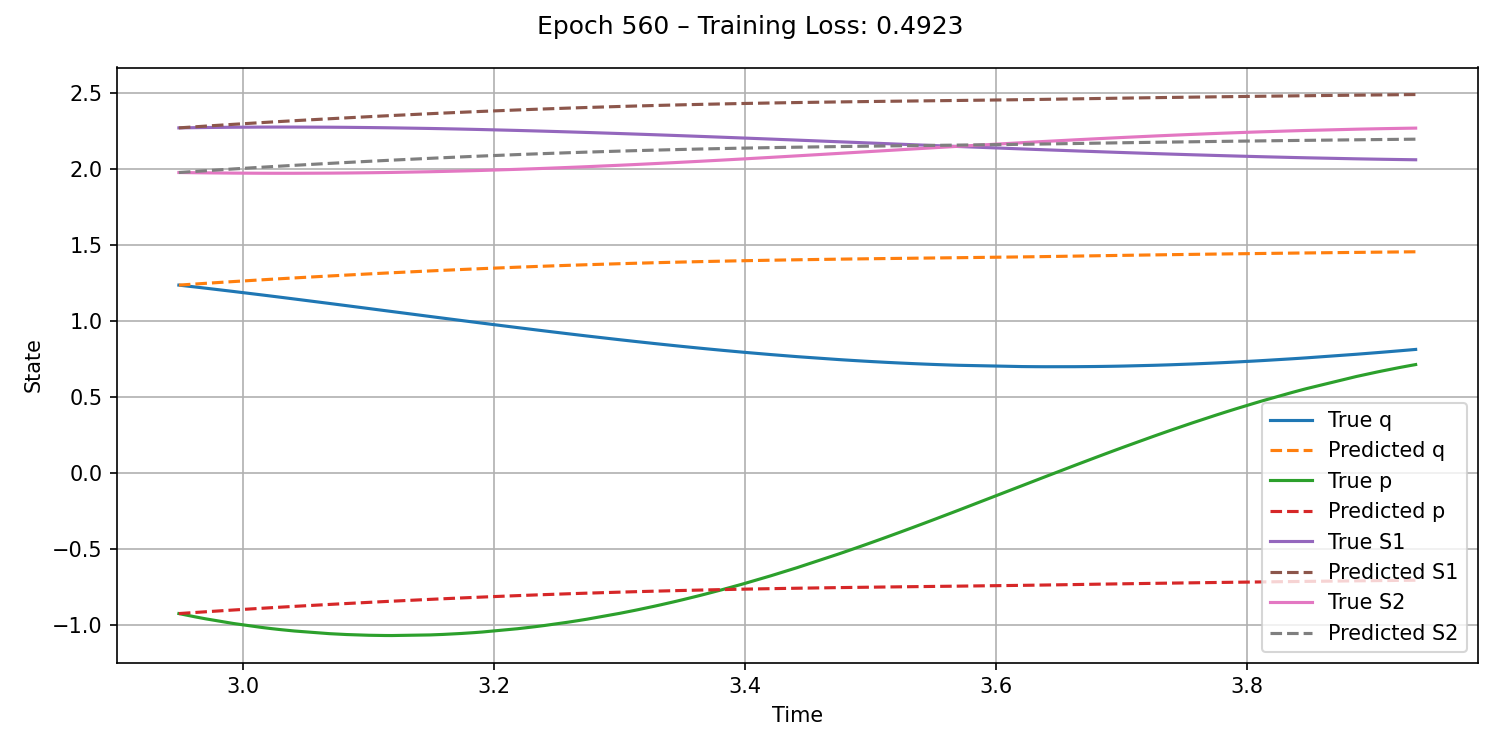 Epoch 560 – Training Loss: 0.4923
2.5
2.0
1.5
1.0
0.5
0.0
−0.5
−1.0
State
True q
Predicted q
True p
Predicted p
True S1
Predicted S1
True S2
Predicted S2
3.0 3.2 3.4 3.6 3.8
Time